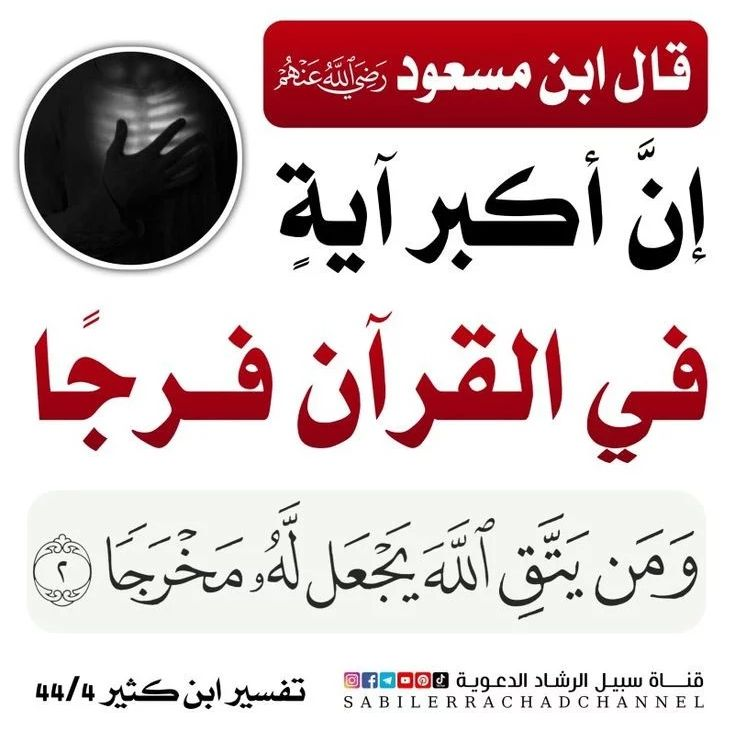 قال ابن مسعود رَضِيَ اللَّهُ عَنْهُمُ
إنَّ أكبر آيةٍ
في القرآن فرجًا
وَمَن يَتَّقِ ٱللَّهَ يَجْعَل لَّهُۥ مَخْرَجًا ٢
قنـــاة سبيل الرشاد الدعوية
SABILERRACHADCHANNEL
تفسير ابن كثير 44/4